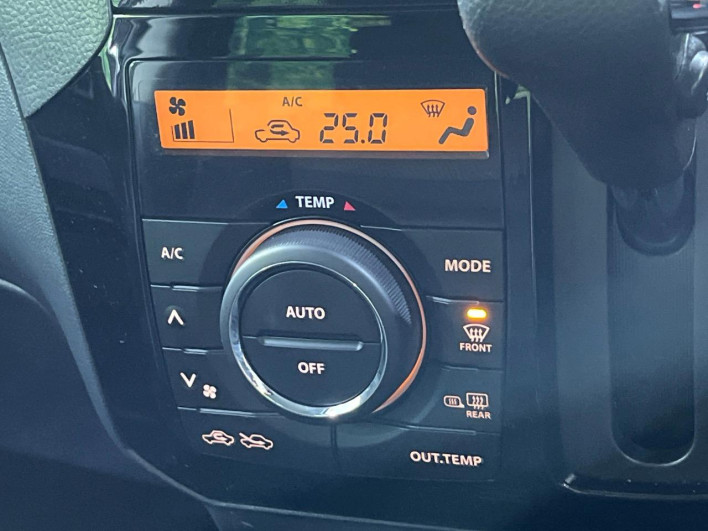 A/C
25.0
TEMP
A/C
MODE
AUTO
FRONT
OFF
REAR
OUT.TEMP